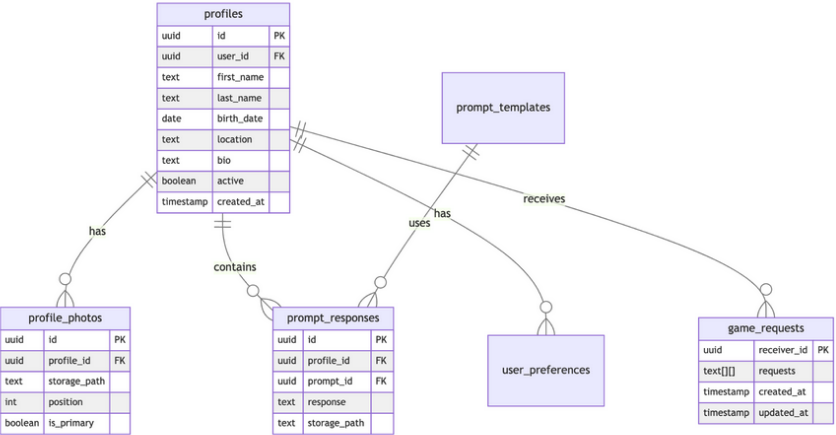 profiles
uuid id PK
uuid user_id FK
text first_name
text last_name
date birth_date
text location
text bio
boolean active
timestamp created_at
prompt_templates
has
contains
uses
has
receives
profile_photos
uuid id PK
uuid profile_id FK
text storage_path
int position
boolean is_primary
prompt_responses
uuid id PK
uuid profile_id FK
uuid prompt_id FK
text response
text storage_path
user_preferences
game_requests
uuid receiver_id PK
text[][] requests
timestamp created_at
timestamp updated_at